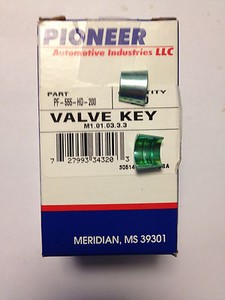 PIONEER
Automotive Industries LLC
PART
PF-555-HO-200
VALVE KEY
M1.01.03.3.3
7 27993 34320 3
MERIDIAN, MS 39301